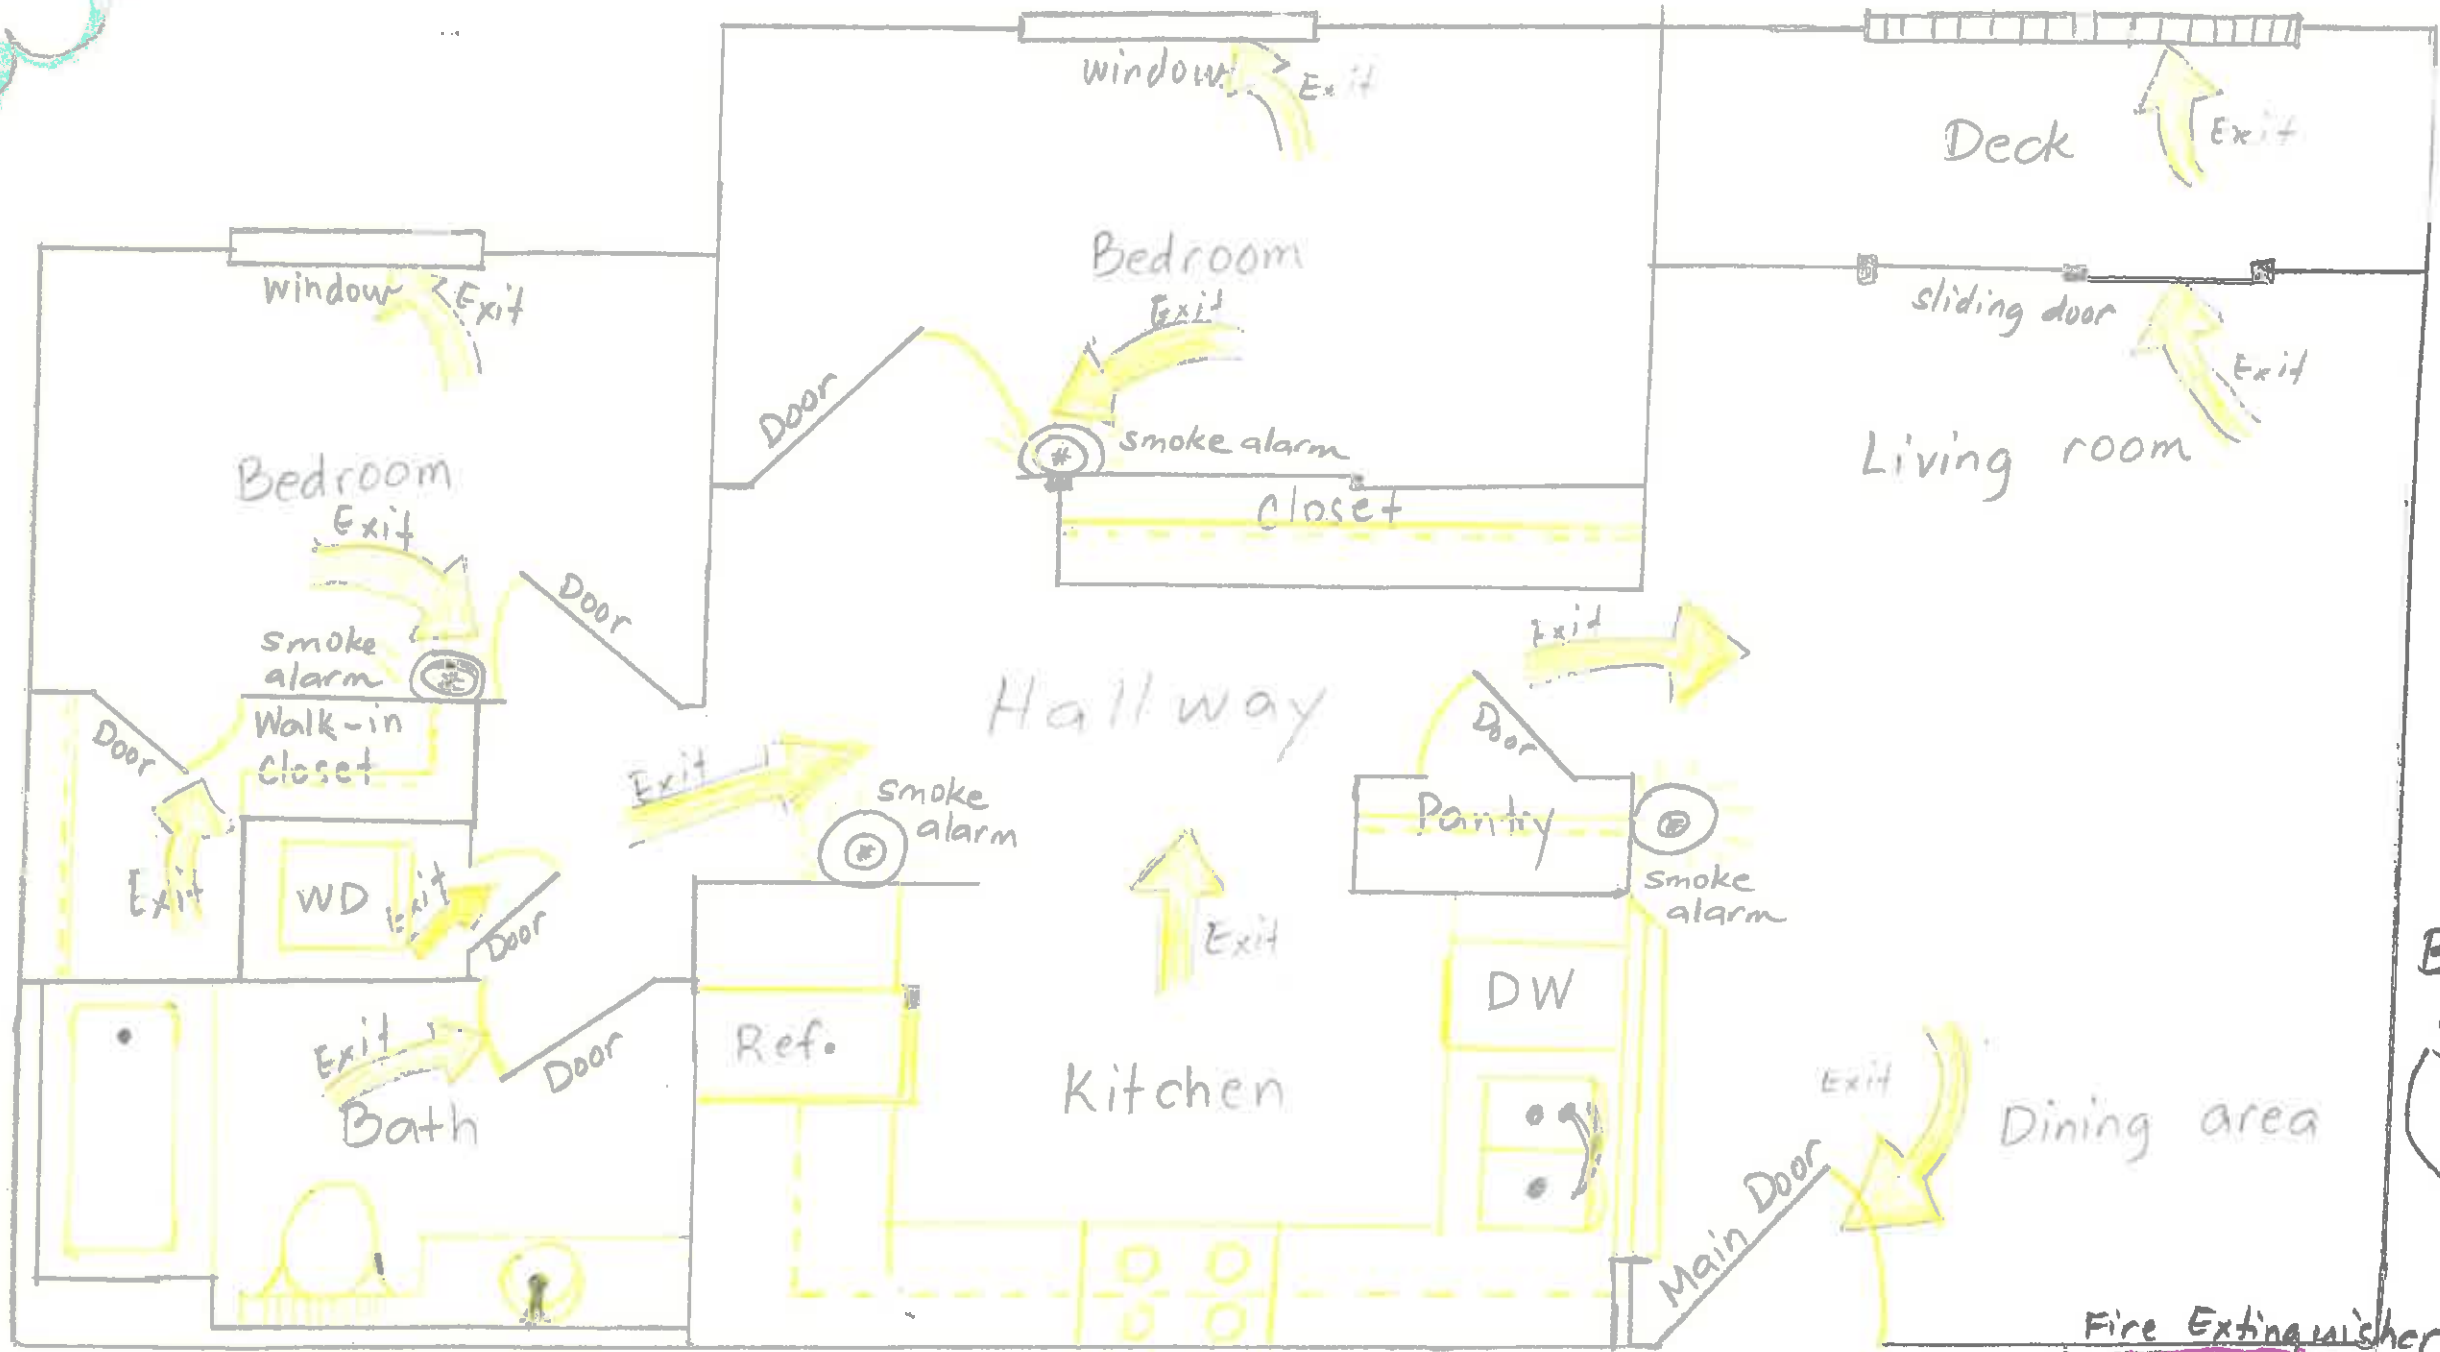 window
Exit
Deck
Exit
window
Exit
Bedroom
Exit
sliding door
Exit
Door
smoke alarm
Living room
Closet
Bedroom
Exit
Door
smoke
alarm
Exit
Door
Walk-in
Closet
Hallway
Door
Exit
smoke
alarm
Pantry
smoke
alarm
Exit
WD
Exit
Door
Exit
DW
Ref.
Exit
Door
Bath
Kitchen
Exit
Dining area
Main Door
Fire Extinguisher